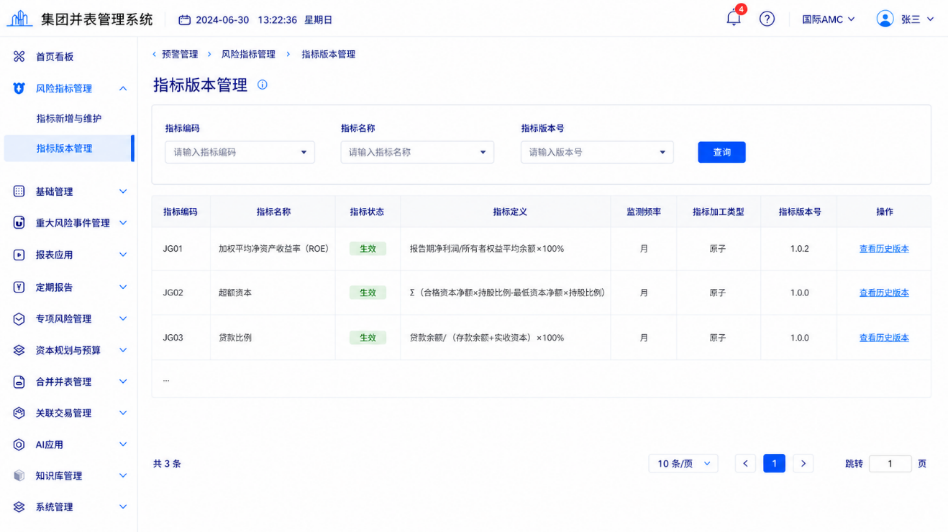 集团并表管理系统 2024-06-30 13:22:36 星期日 4 国际AMC 张三
首页看板
风险指标管理
指标新增与维护
指标版本管理
基础管理
重大风险事件管理
报表应用
定期报告
专项风险管理
资本规划与预算
合并并表管理
关联交易管理
AI应用
知识库管理
系统管理
预警管理 风险指标管理 指标版本管理
指标版本管理
指标编码 指标名称 指标版本号
请输入指标编码 请输入指标名称 请输入版本号 查询
指标编码 指标名称 指标状态 指标定义 监测频率 指标加工类型 指标版本号 操作
JG01 加权平均净资产收益率（ROE） 生效 报告期净利润/所有者权益平均余额×100% 月 原子 1.0.2 查看历史版本
JG02 超额资本 生效 Σ（合格资本净额×持股比例-最低资本净额×持股比例） 月 原子 1.0.0 查看历史版本
JG03 贷款比例 生效 贷款余额/（存款余额+实收资本）×100% 月 原子 1.0.0 查看历史版本
...
共 3 条 10 条/页 1 跳转 1 页